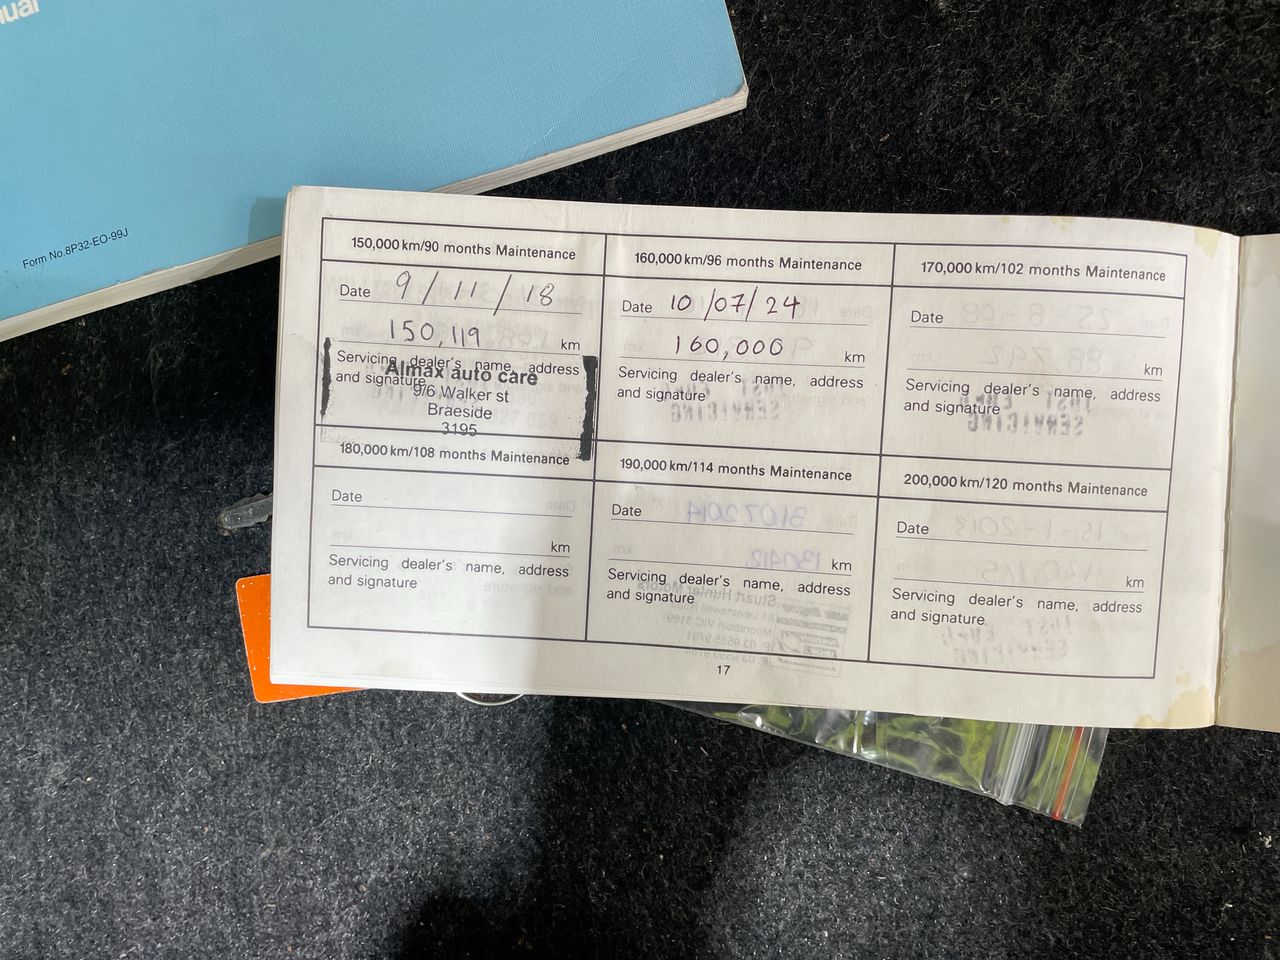 ual
Form No.8P32-EO-99J
150,000 km/90 months Maintenance
Date 9/11/18
150,119 km
Servicing dealer's name, address
and signature
Almax auto care
9/6 Walker st
Braeside
3195
160,000 km/96 months Maintenance
Date 10/07/24
160,000 km
Servicing dealer's name, address
and signature
170,000 km/102 months Maintenance
Date
km
Servicing dealer's name, address
and signature
180,000 km/108 months Maintenance
Date
km
Servicing dealer's name, address
and signature
190,000 km/114 months Maintenance
Date
km
Servicing dealer's name, address
and signature
200,000 km/120 months Maintenance
Date
km
Servicing dealer's name, address
and signature
17